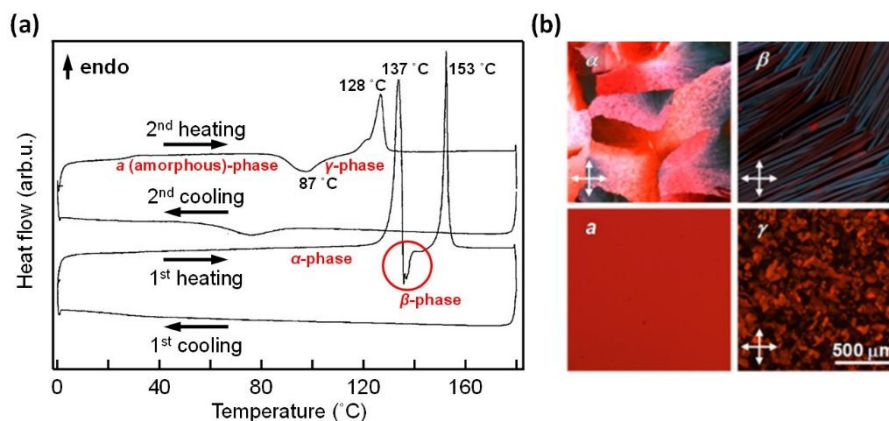 (a)
endo
128 °C
137 °C
153 °C
2nd heating
a (amorphous)-phase
γ-phase
87 °C
2nd cooling
α-phase
1st heating
β-phase
1st cooling
Heat flow (arb.u.)
0 40 80 120 160
Temperature (°C)
(b)
α
β
a
γ
500 μm